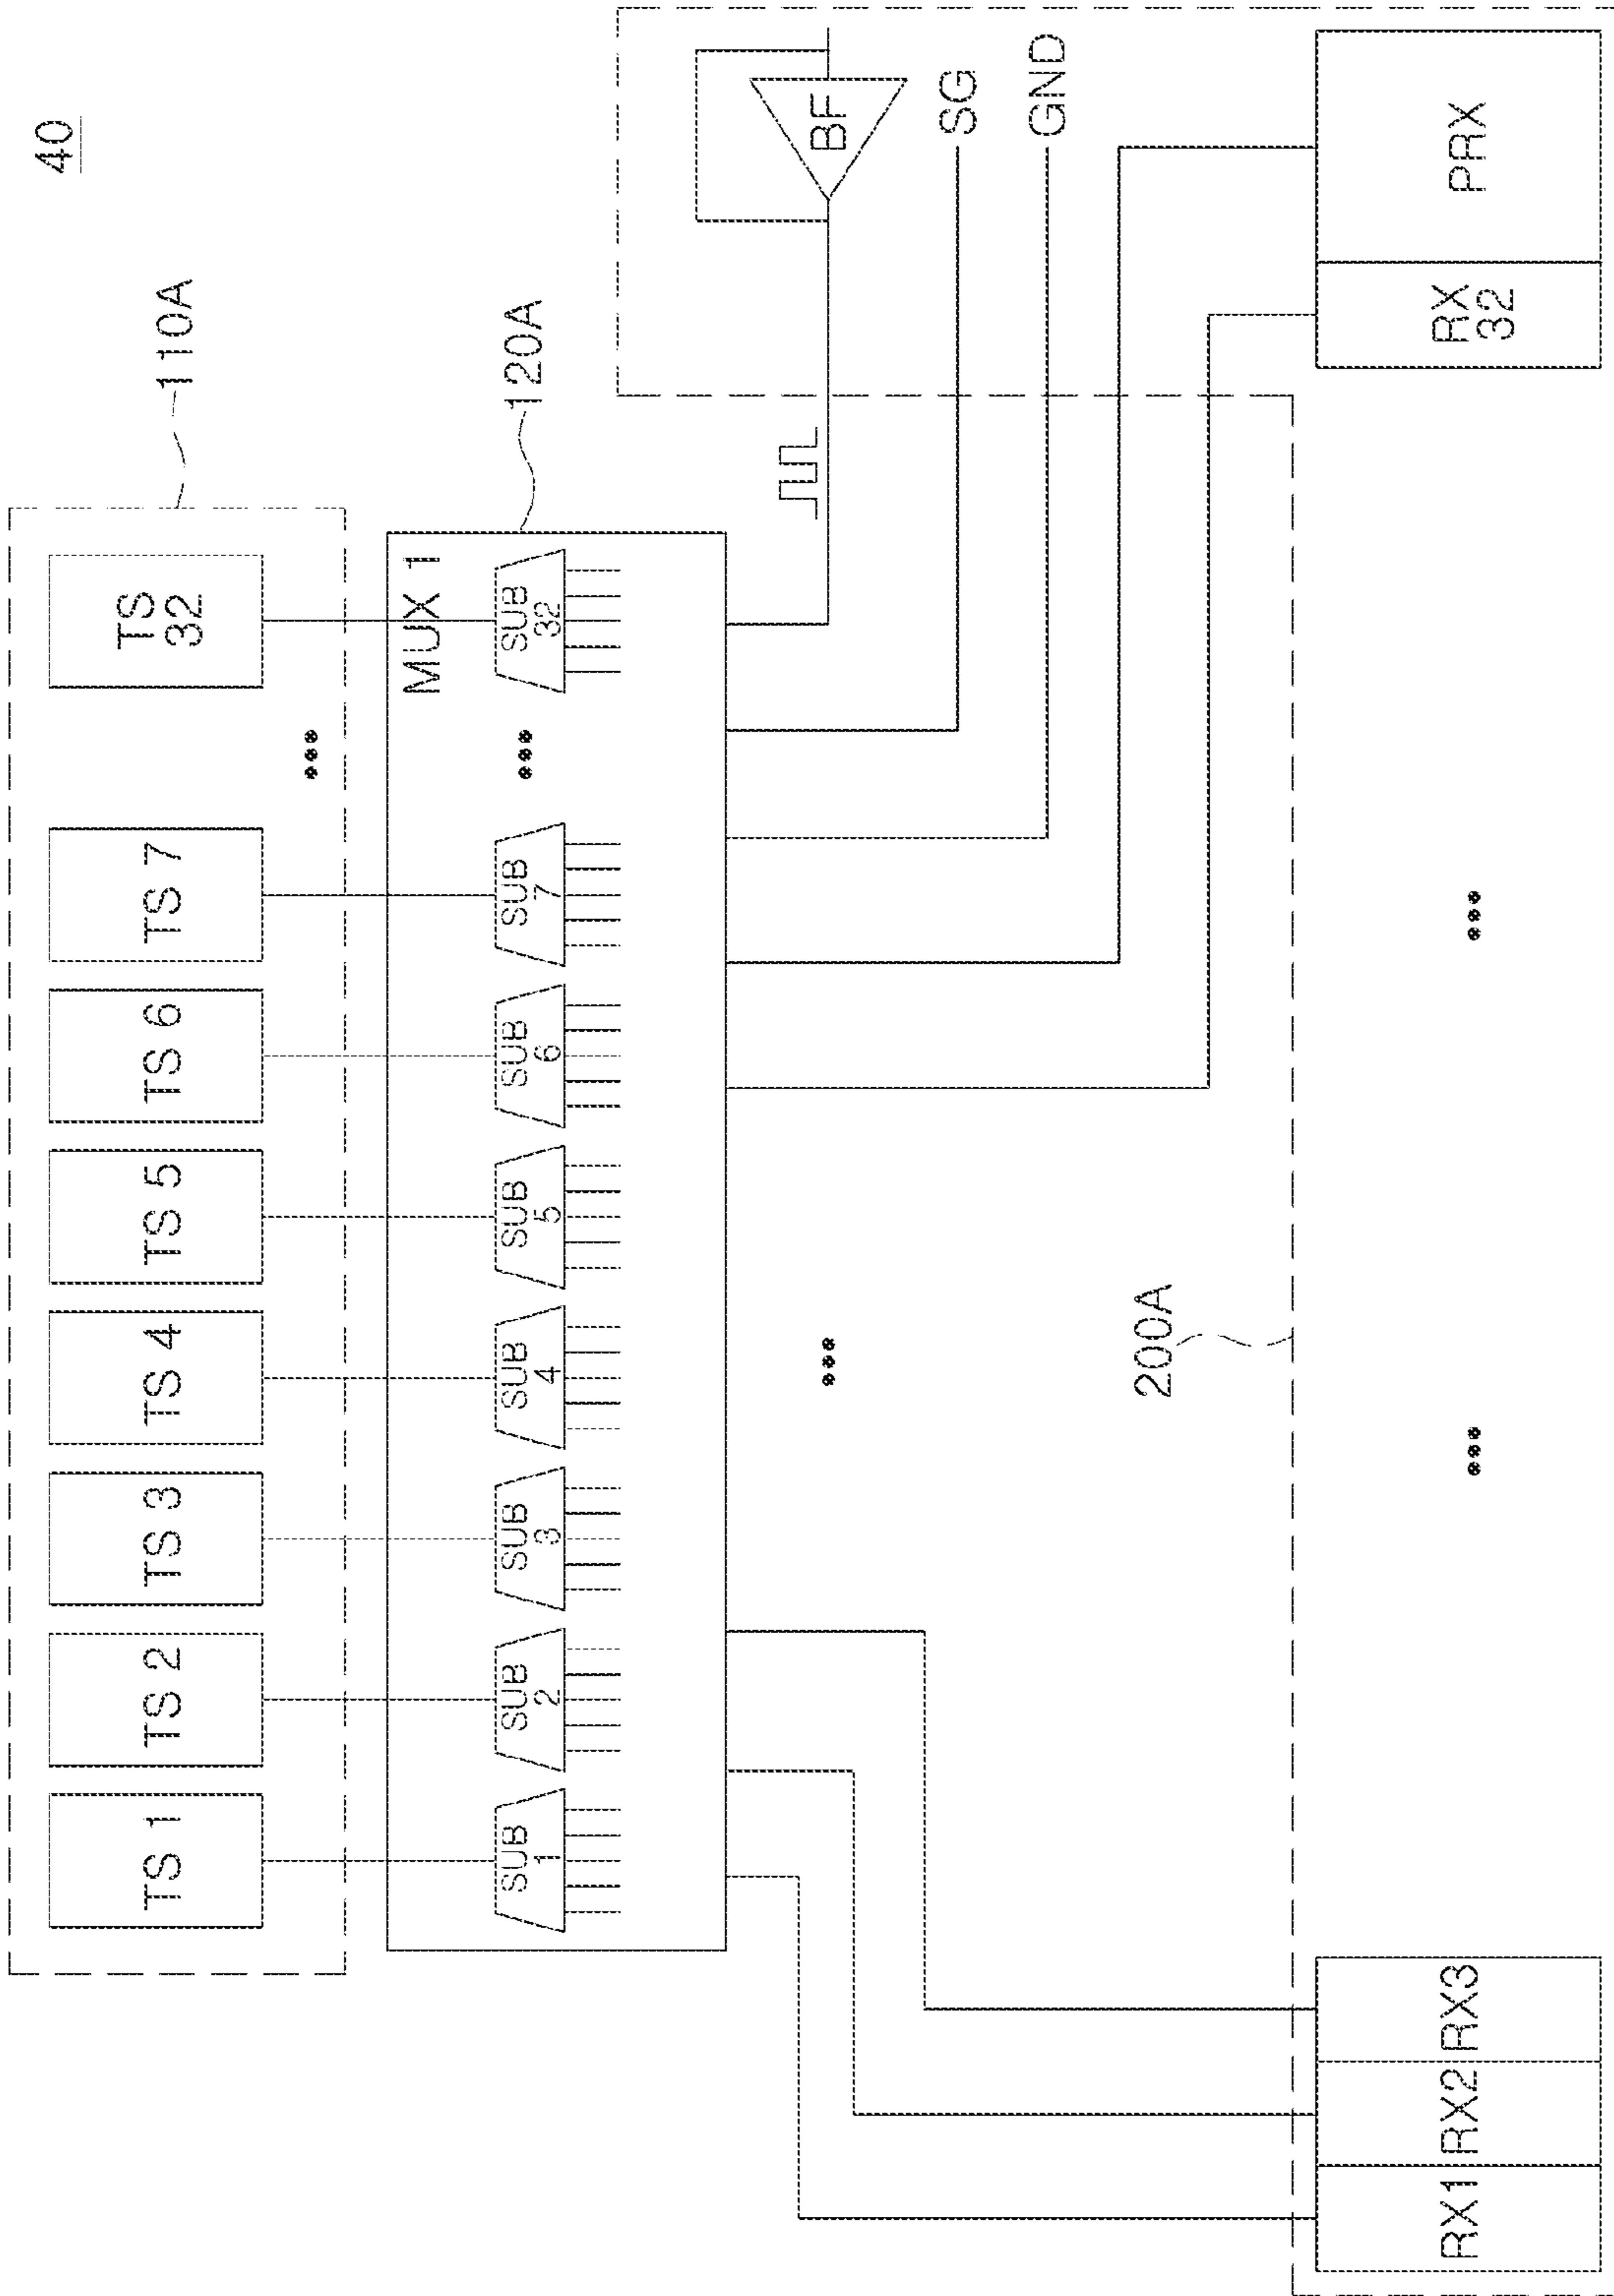 40
110A
TS 1
TS 2
TS 3
TS 4
TS 5
TS 6
TS 7
TS
32
120A
MUX 1
SUB
1
SUB
2
SUB
3
SUB
4
SUB
5
SUB
6
SUB
7
SUB
32
BF
SG
GND
200A
RX1
RX2
RX3
RX
32
PRX